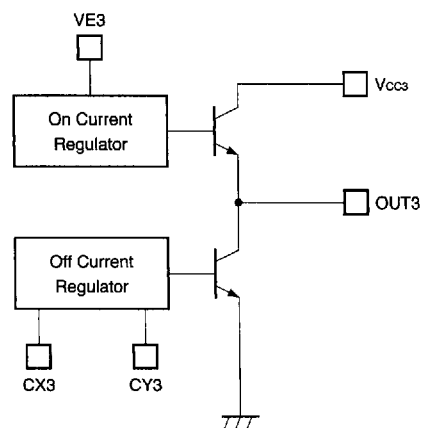 VE3
On Current
Regulator
Vcc3
OUT3
Off Current
Regulator
CX3
CY3